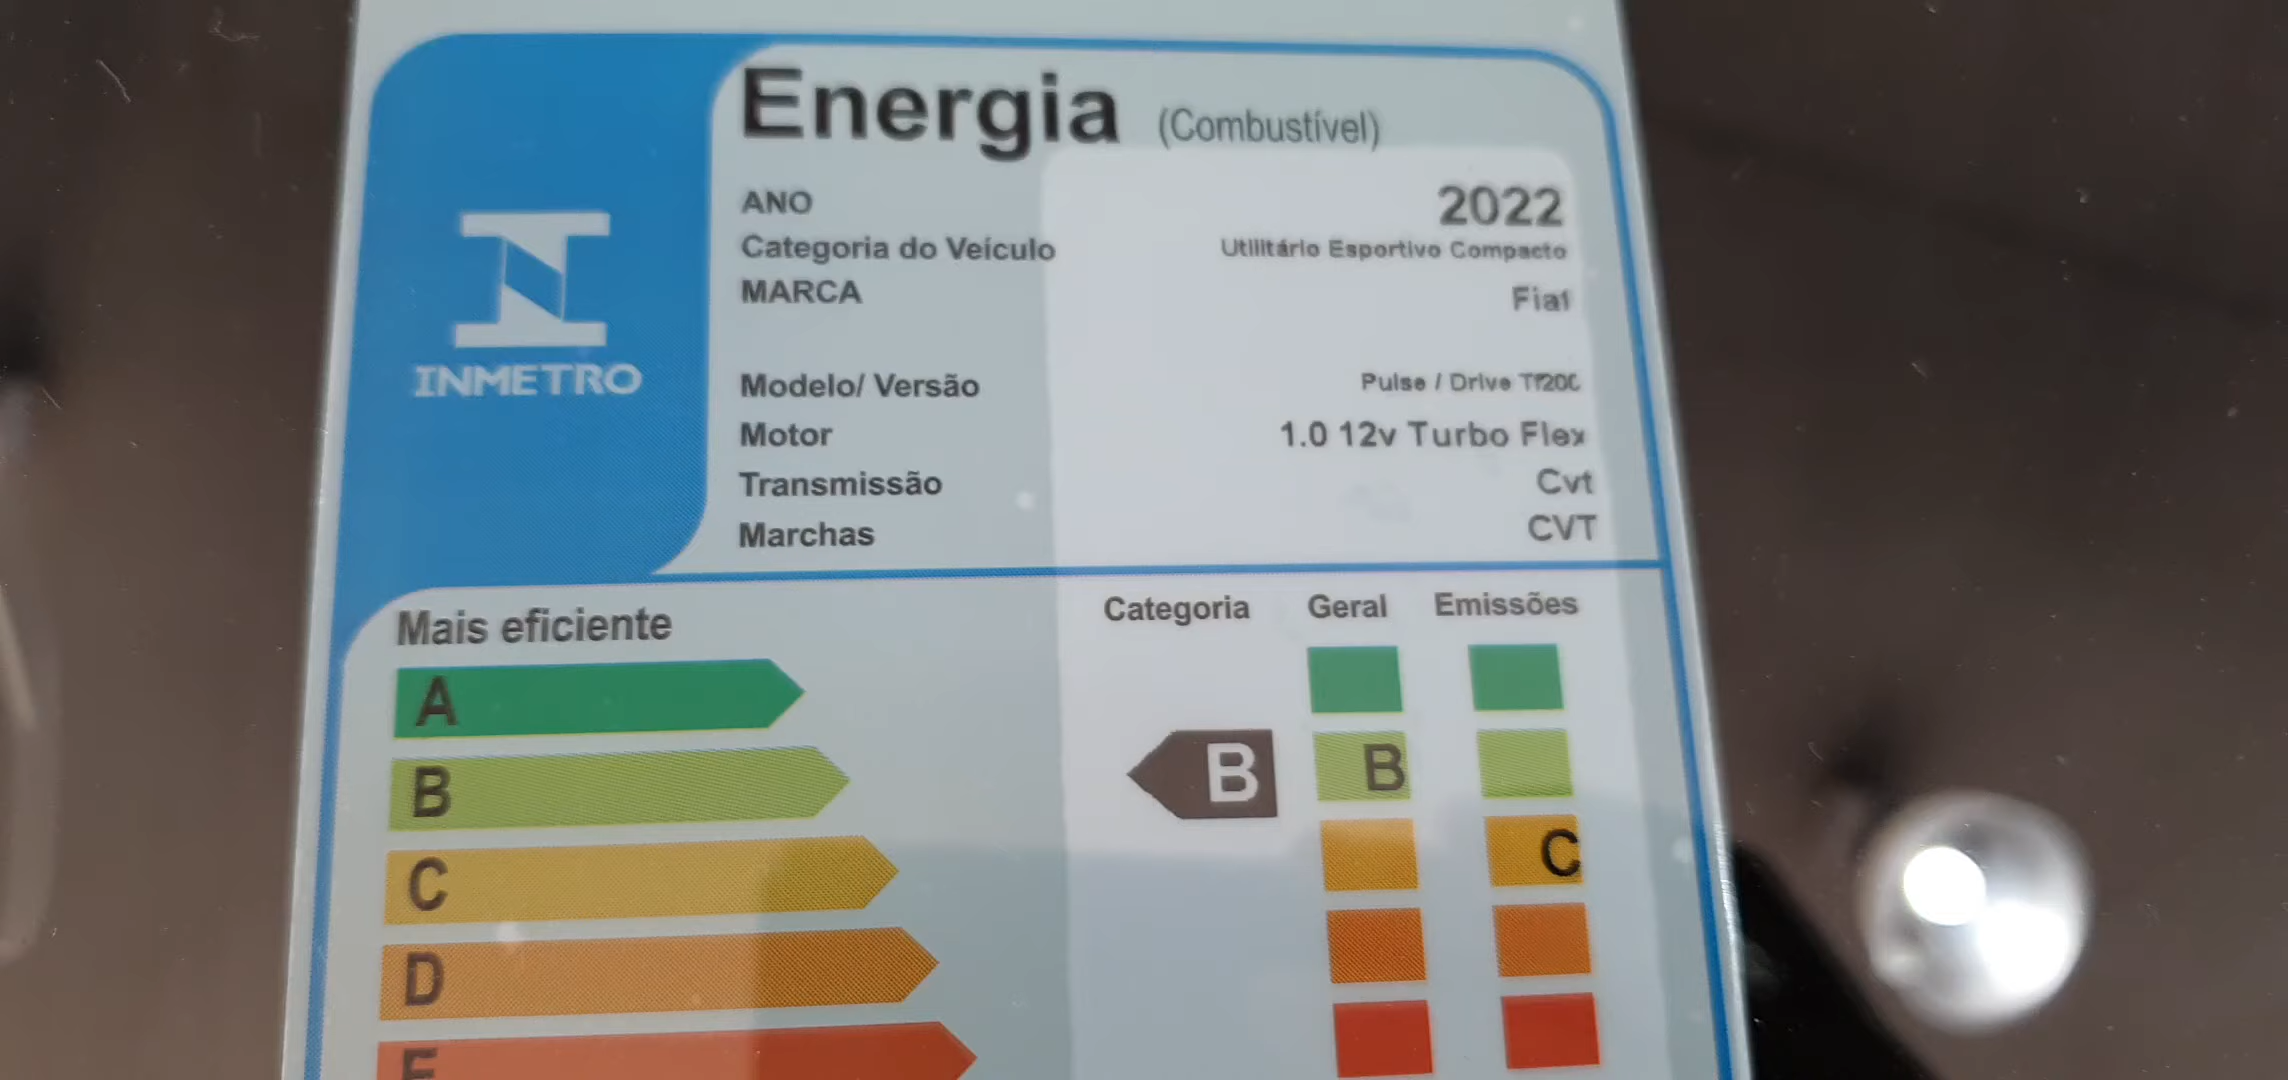 Energia (Combustível)
ANO 2022
Categoria do Veículo Utilitário Esportivo Compacto
MARCA Fiat
INMETRO
Modelo/ Versão Pulse / Drive Tf200
Motor 1.0 12v Turbo Flex
Transmissão Cvt
Marchas CVT
Mais eficiente Categoria Geral Emissões
A
B B B
C C
D
E